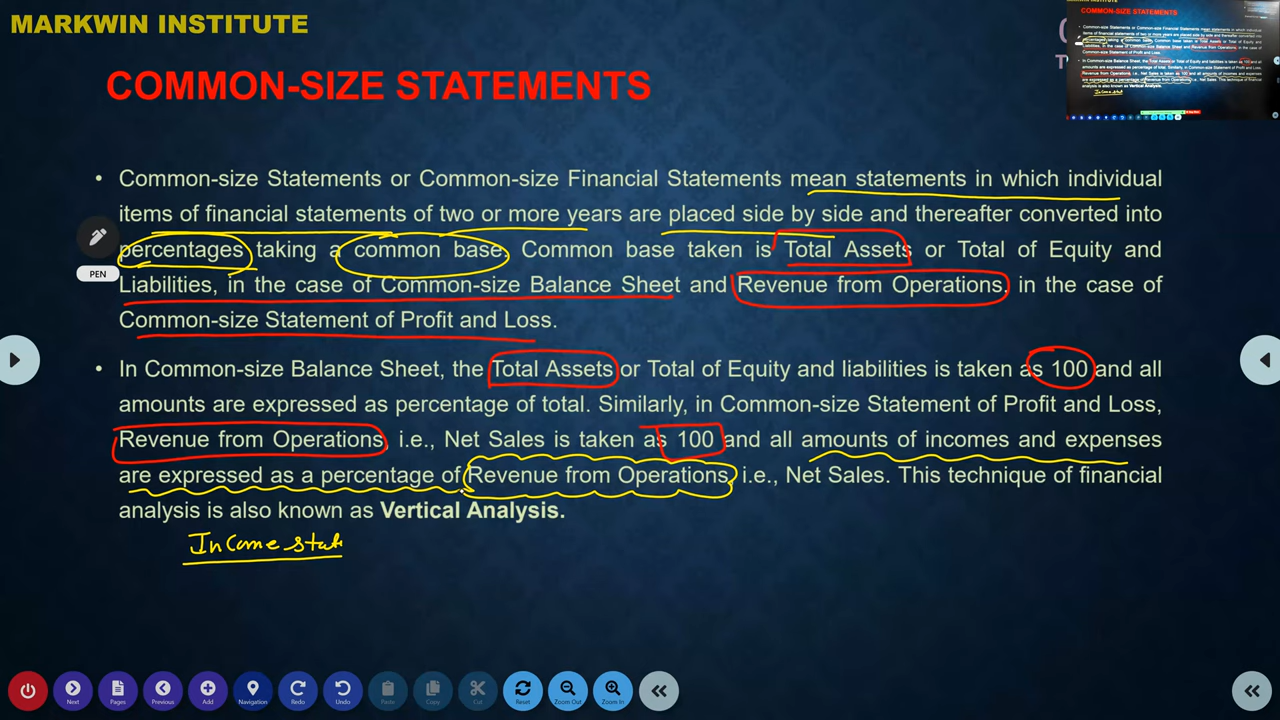 MARKWIN INSTITUTE
COMMON-SIZE STATEMENTS
• Common-size Statements or Common-size Financial Statements mean statements in which individual
items of financial statements of two or more years are placed side by side and thereafter converted into
percentages taking a common base. Common base taken is Total Assets or Total of Equity and
Liabilities, in the case of Common-size Balance Sheet and Revenue from Operations, in the case of
Common-size Statement of Profit and Loss.
PEN
• In Common-size Balance Sheet, the Total Assets or Total of Equity and liabilities is taken as 100 and all
amounts are expressed as percentage of total. Similarly, in Common-size Statement of Profit and Loss,
Revenue from Operations, i.e., Net Sales is taken as 100 and all amounts of incomes and expenses
are expressed as a percentage of Revenue from Operations, i.e., Net Sales. This technique of financial
analysis is also known as Vertical Analysis.
Income state
Next
Pages
Previous
Add
Navigation
Redo
Undo
Paste
Copy
Cut
Reset
Zoom Out
Zoom In
COMMON-SIZE STATEMENTS